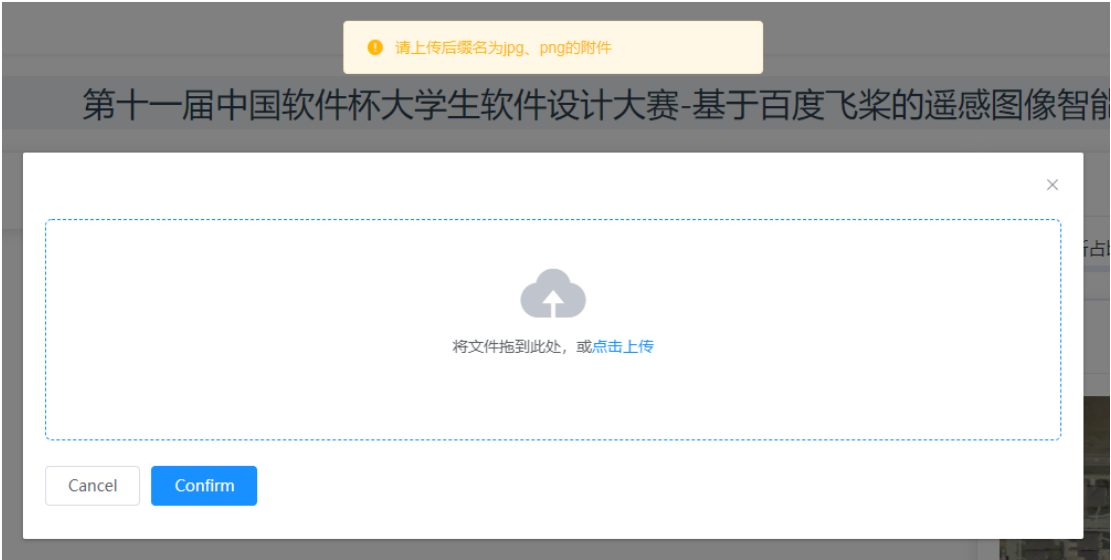 请上传后缀名为jpg、png的附件
第十一届中国软件杯大学生软件设计大赛-基于百度飞桨的遥感图像智能
所占比
将文件拖到此处，或点击上传
Cancel
Confirm